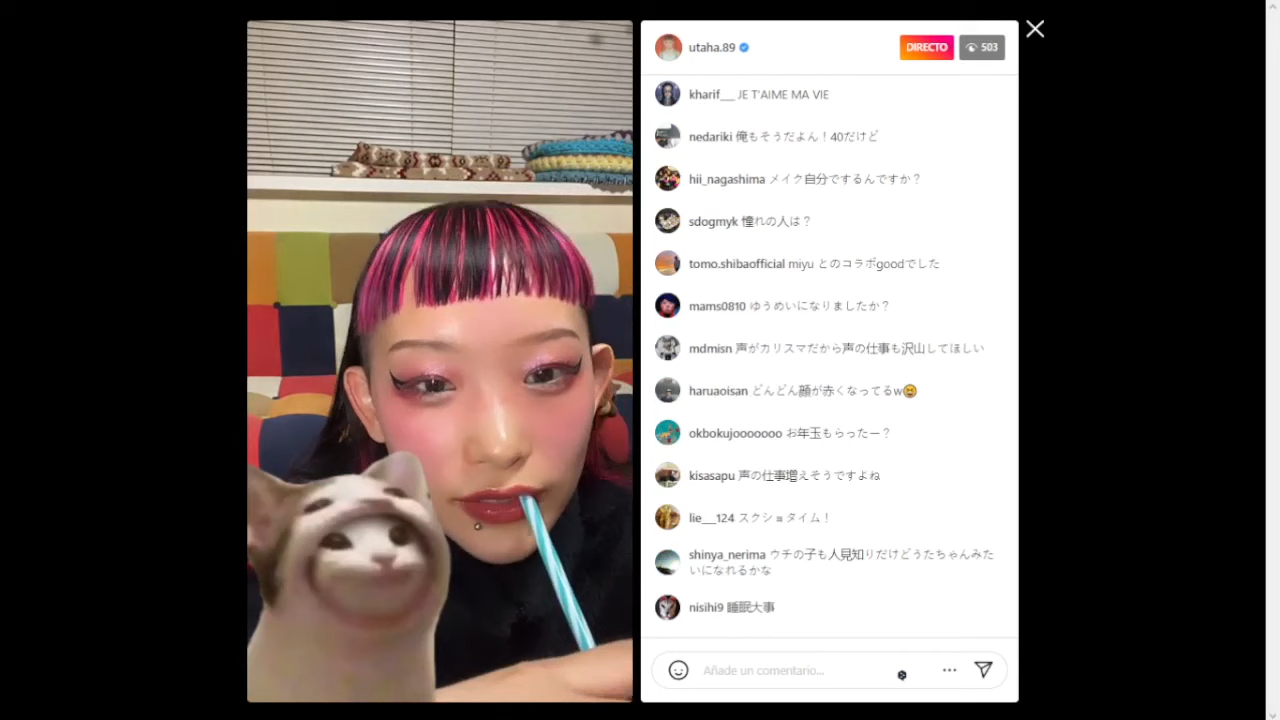 utaha.89
DIRECTO
503
kharif__ JE T'AIME MA VIE
nedariki 俺もそうだよん！40だけど
hii_nagashima メイク自分でするんですか？
sdogmyk 憧れの人は？
tomo.shibaofficial miyu とのコラボgoodでした
mams0810 ゆうめいになりましたか？
mdmisn 声がカリスマだから声の仕事も沢山してほしい
haruaoisan どんどん顔が赤くなってるw😆
okbokujooooooo お年玉もらったー？
kisasapu 声の仕事増えそうですよね
lie__124 スクショタイム！
shinya_nerima ウチの子も人見知りだけどうたちゃんみた
いになれるかな
nisihi9 睡眠大事
Añade un comentario...